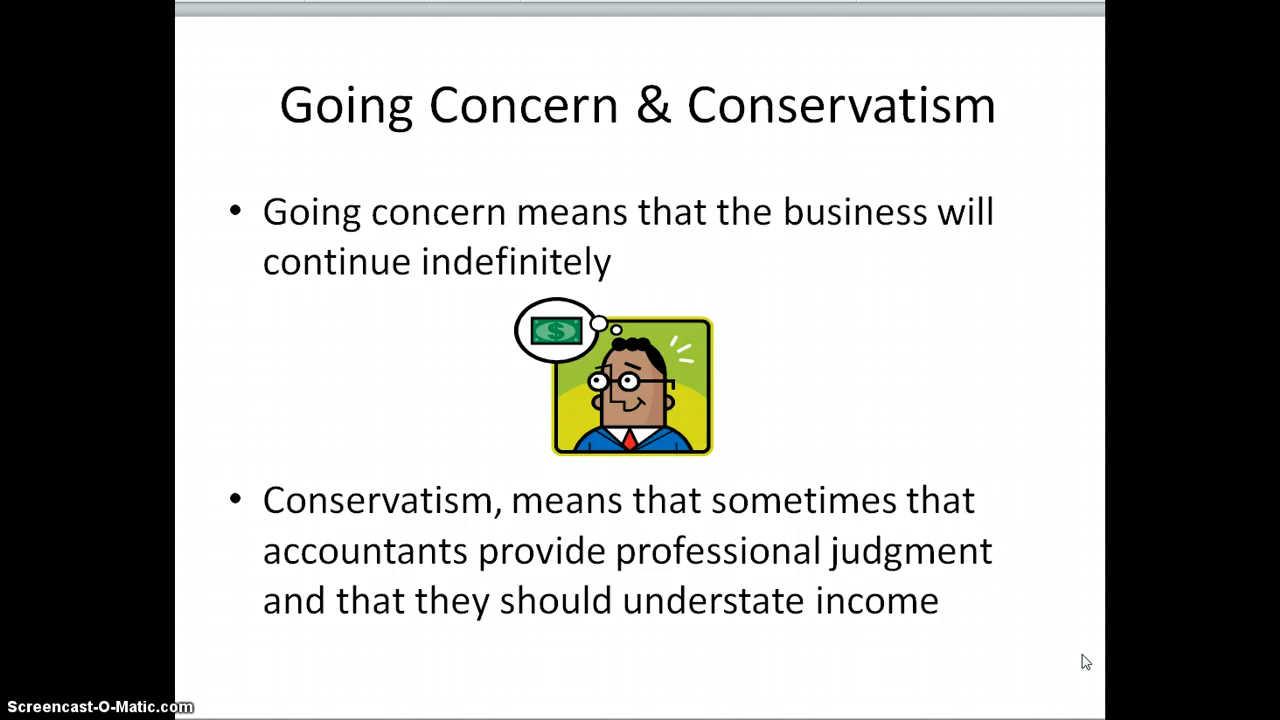 Going Concern & Conservatism
• Going concern means that the business will
continue indefinitely
$
• Conservatism, means that sometimes that
accountants provide professional judgment
and that they should understate income
Screencast-O-Matic.com